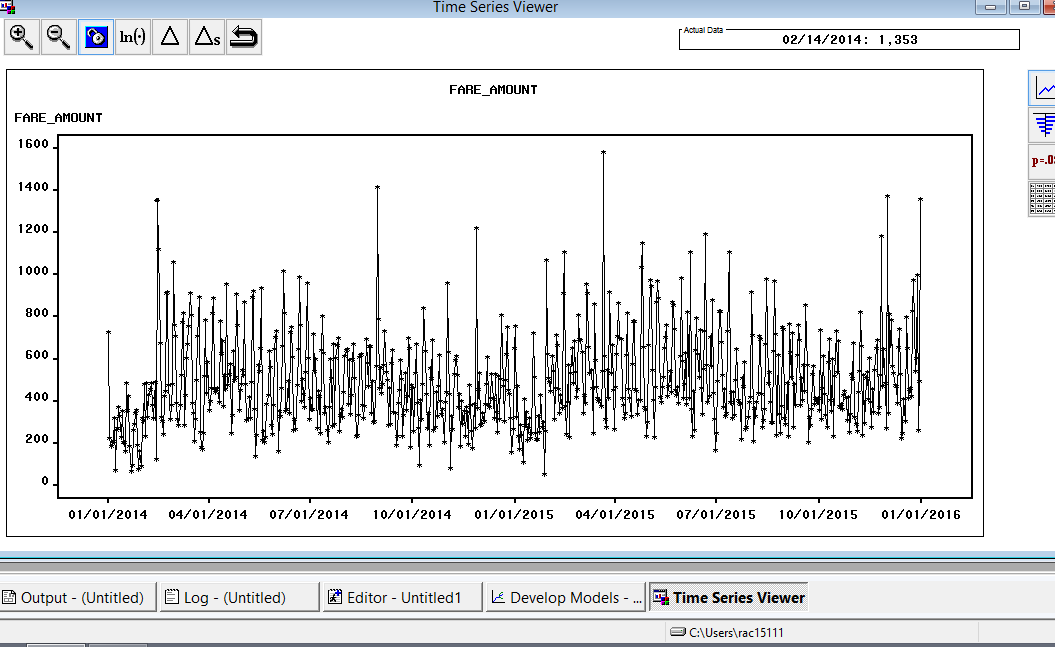 Time Series Viewer
ln(·)
Δ
Δs
Actual Data
02/14/2014: 1,353
FARE_AMOUNT
FARE_AMOUNT
1600
1400
1200
1000
800
600
400
200
0
01/01/2014 04/01/2014 07/01/2014 10/01/2014 01/01/2015 04/01/2015 07/01/2015 10/01/2015 01/01/2016
p=.0
Output - (Untitled) Log - (Untitled) Editor - Untitled1 Develop Models - ... Time Series Viewer
C:\Users\rac15111